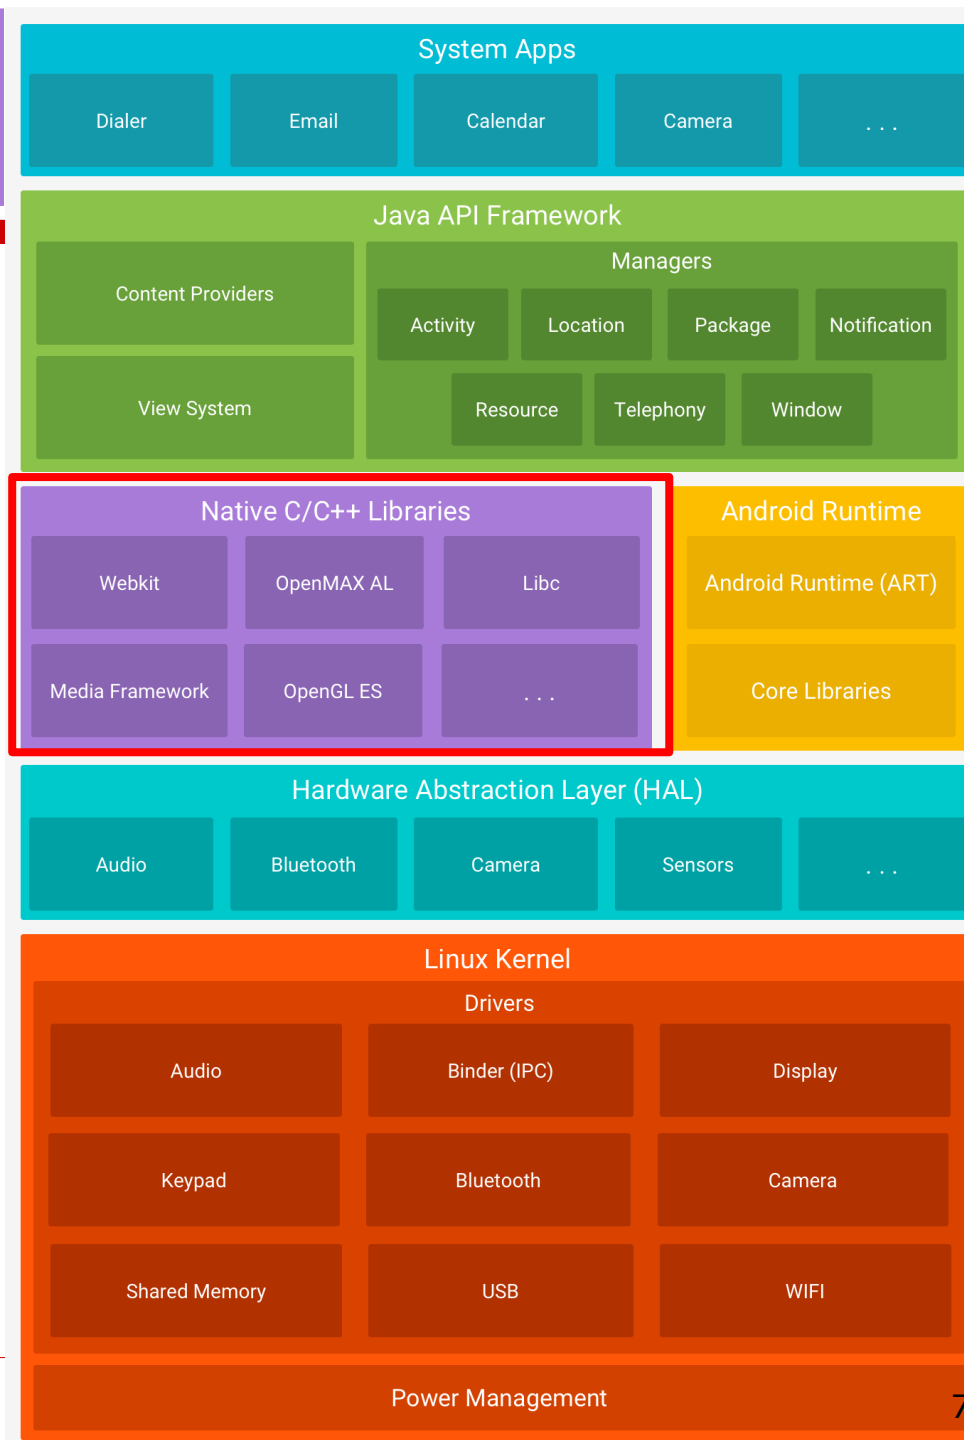 System Apps
Dialer
Email
Calendar
Camera
...
Java API Framework
Content Providers
View System
Managers
Activity
Location
Package
Notification
Resource
Telephony
Window
Native C/C++ Libraries
Webkit
OpenMAX AL
Libc
Media Framework
OpenGL ES
...
Android Runtime
Android Runtime (ART)
Core Libraries
Hardware Abstraction Layer (HAL)
Audio
Bluetooth
Camera
Sensors
...
Linux Kernel
Drivers
Audio
Binder (IPC)
Display
Keypad
Bluetooth
Camera
Shared Memory
USB
WIFI
Power Management
7